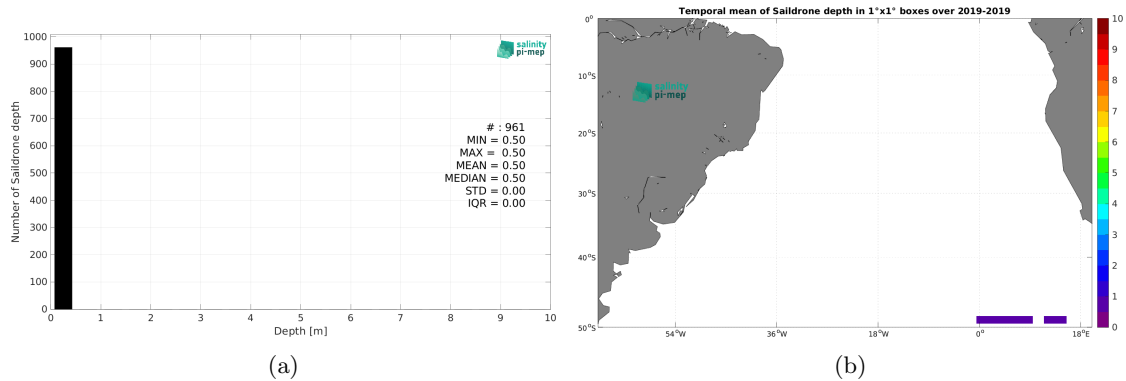 1000
900
800
700
600
500
400
300
200
100
0
Number of Saildrone depth
salinity
pi-mep
# : 961
MIN = 0.50
MAX = 0.50
MEAN = 0.50
MEDIAN = 0.50
STD = 0.00
IQR = 0.00
0 1 2 3 4 5 6 7 8 9 10
Depth [m]
(a)
Temporal mean of Saildrone depth in 1°x1° boxes over 2019-2019
0°
10°S
20°S
30°S
40°S
50°S
salinity
pi-mep
54°W 36°W 18°W 0° 18°E
10
9
8
7
6
5
4
3
2
1
0
(b)